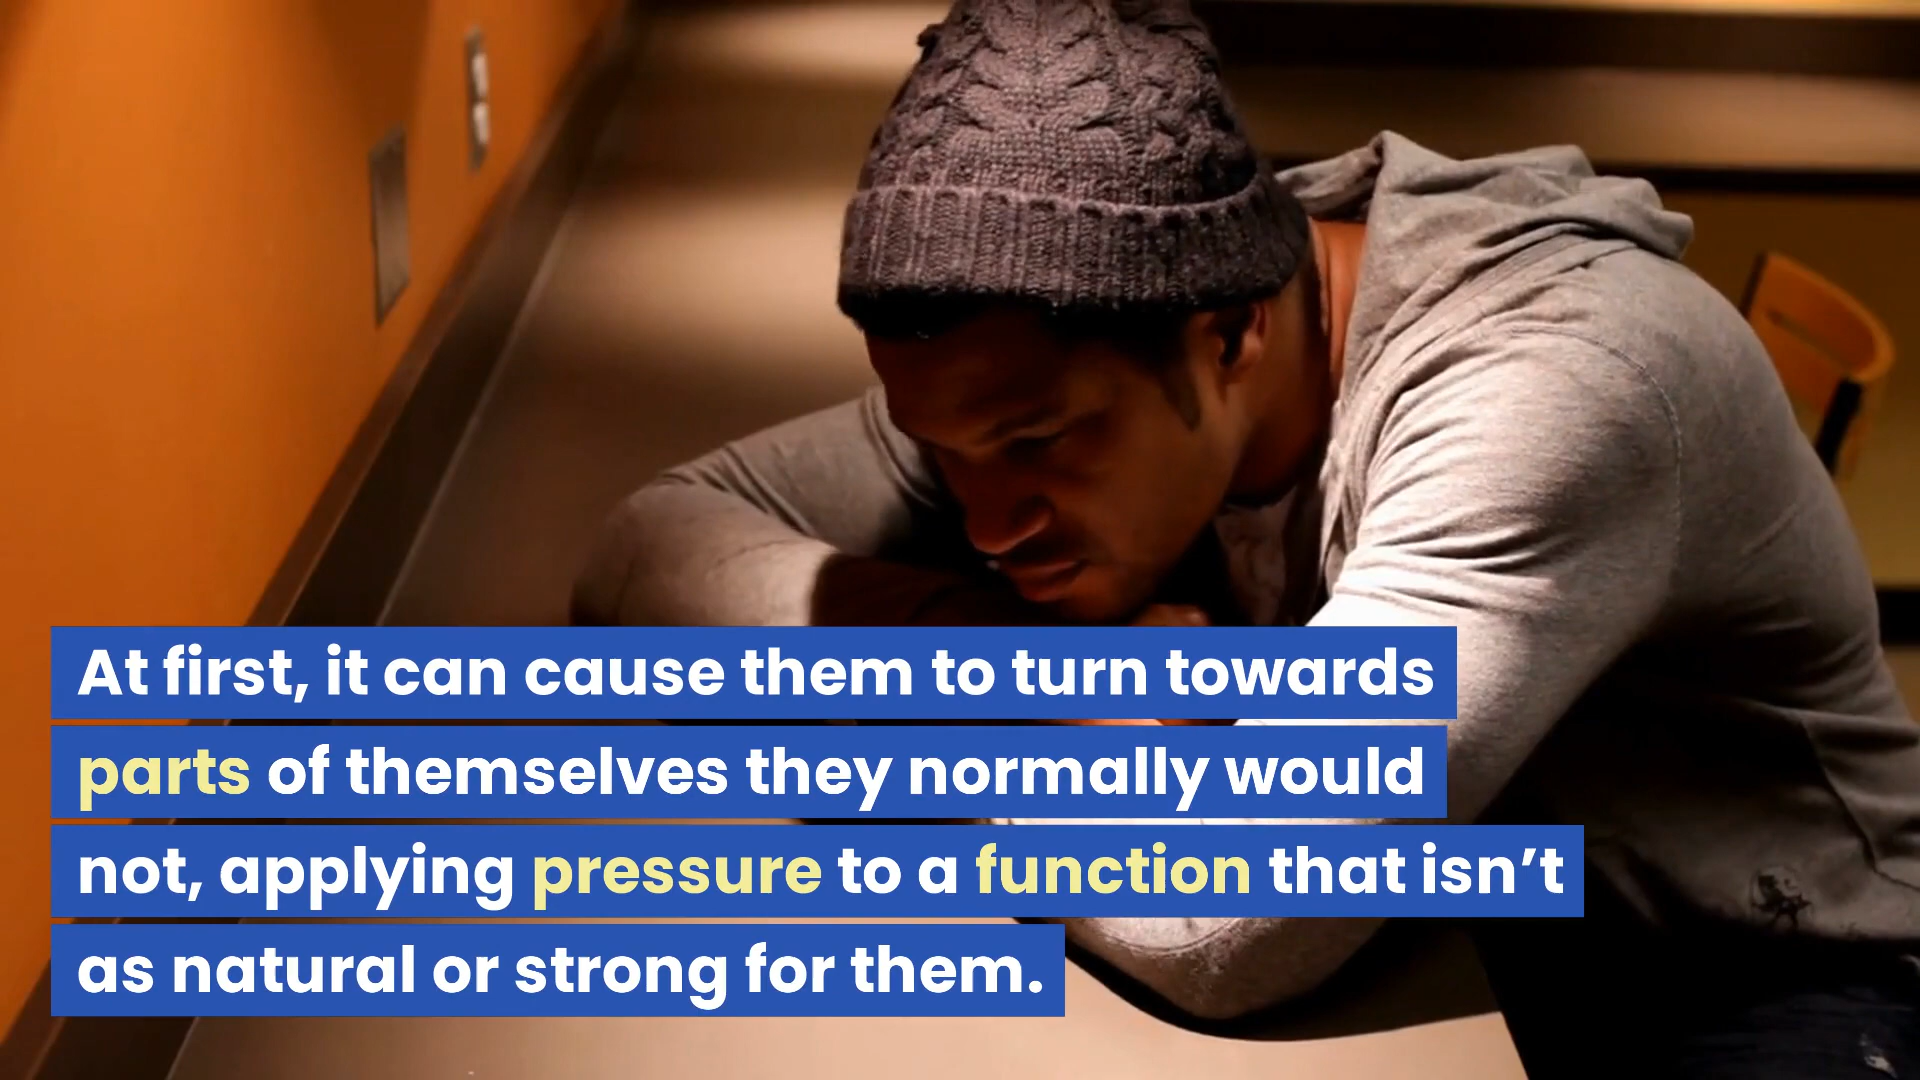 At first, it can cause them to turn towards
parts of themselves they normally would
not, applying pressure to a function that isn’t
as natural or strong for them.